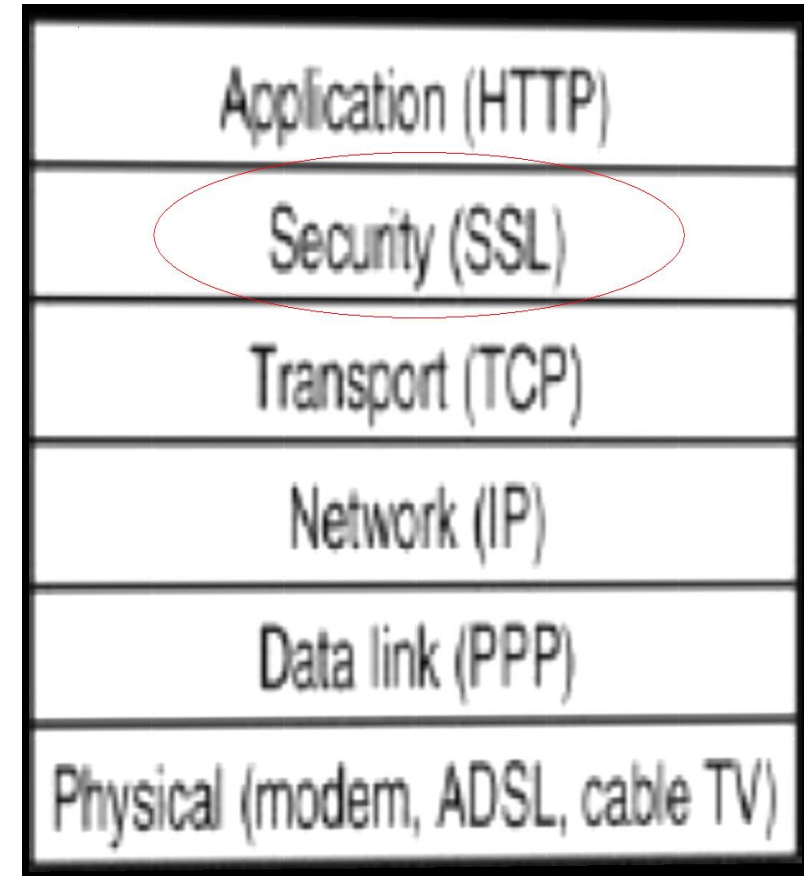 Application (HTTP)
Security (SSL)
Transport (TCP)
Network (IP)
Data link (PPP)
Physical (modem, ADSL, cable TV)